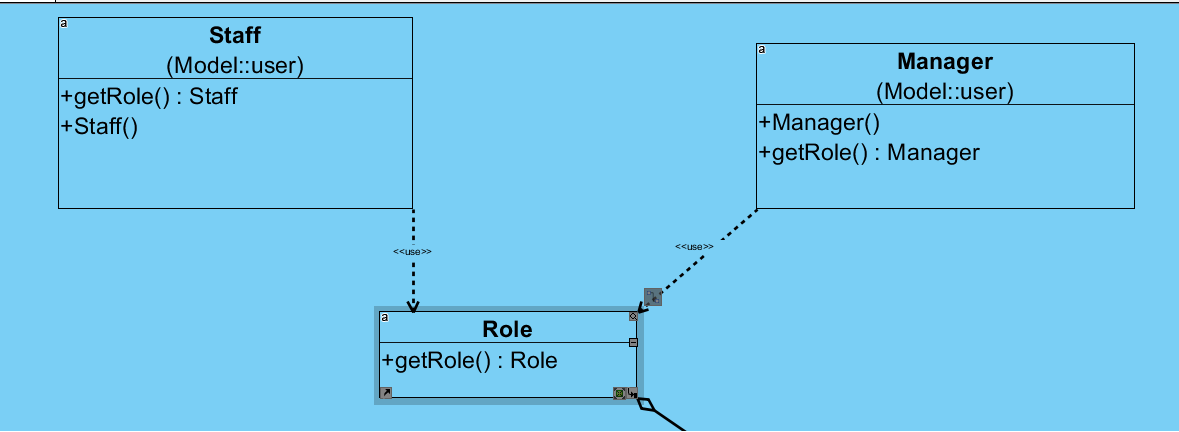 a
Staff
(Model::user)
+getRole() : Staff
+Staff()
a
Manager
(Model::user)
+Manager()
+getRole() : Manager
<<use>>
<<use>>
a
Role
+getRole() : Role